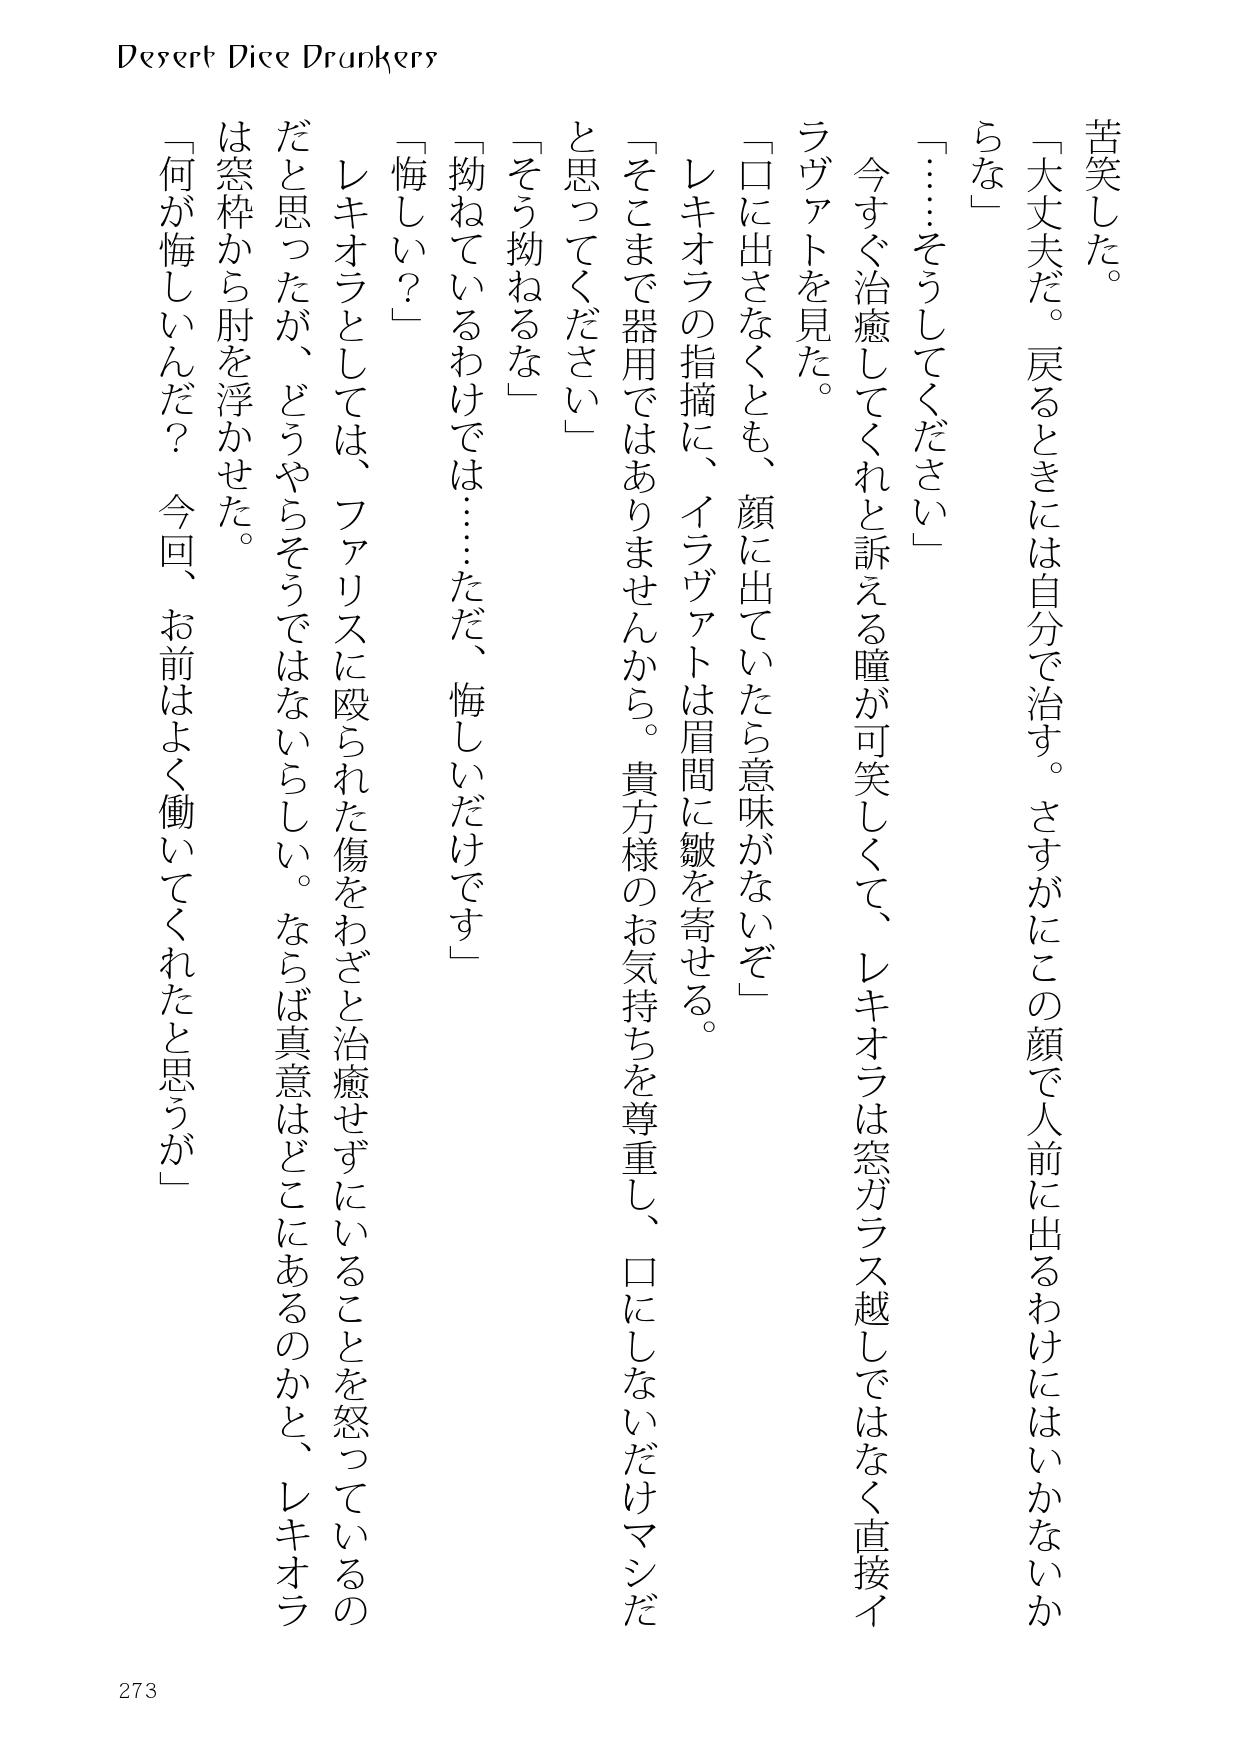 Desert Dice Drunkers
苦笑した。
「大丈夫だ。戻るときには自分で治す。さすがにこの顔で人前に出るわけにはいかないか
らな」
「……そうしてください」
　今すぐ治癒してくれと訴える瞳が可笑しくて、レキオラは窓ガラス越しではなく直接イ
ラヴァトを見た。
「口に出さなくとも、顔に出ていたら意味がないぞ」
　レキオラの指摘に、イラヴァトは眉間に皺を寄せる。
「そこまで器用ではありませんから。貴方様のお気持ちを尊重し、口にしないだけマシだ
と思ってください」
「そう拗ねるな」
「拗ねているわけでは……ただ、悔しいだけです」
「悔しい？」
　レキオラとしては、ファリスに殴られた傷をわざと治癒せずにいることを怒っているの
だと思ったが、どうやらそうではないらしい。ならば真意はどこにあるのかと、レキオラ
は窓枠から肘を浮かせた。
「何が悔しいんだ？　今回、お前はよく働いてくれたと思うが」
273